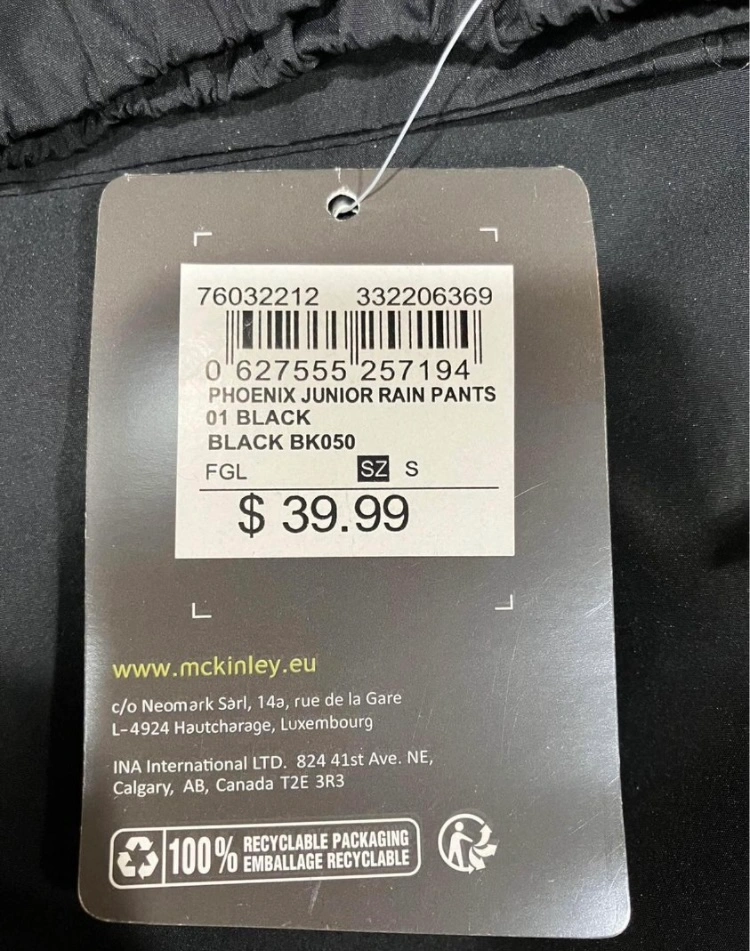 76032212 332206369
0 627555 257194
PHOENIX JUNIOR RAIN PANTS
01 BLACK
BLACK BK050
FGL SZ S
$ 39.99
www.mckinley.eu
c/o Neomark Sàrl, 14a, rue de la Gare
L-4924 Hautcharage, Luxembourg
INA International LTD. 824 41st Ave. NE,
Calgary, AB, Canada T2E 3R3
100% RECYCLABLE PACKAGING
EMBALLAGE RECYCLABLE